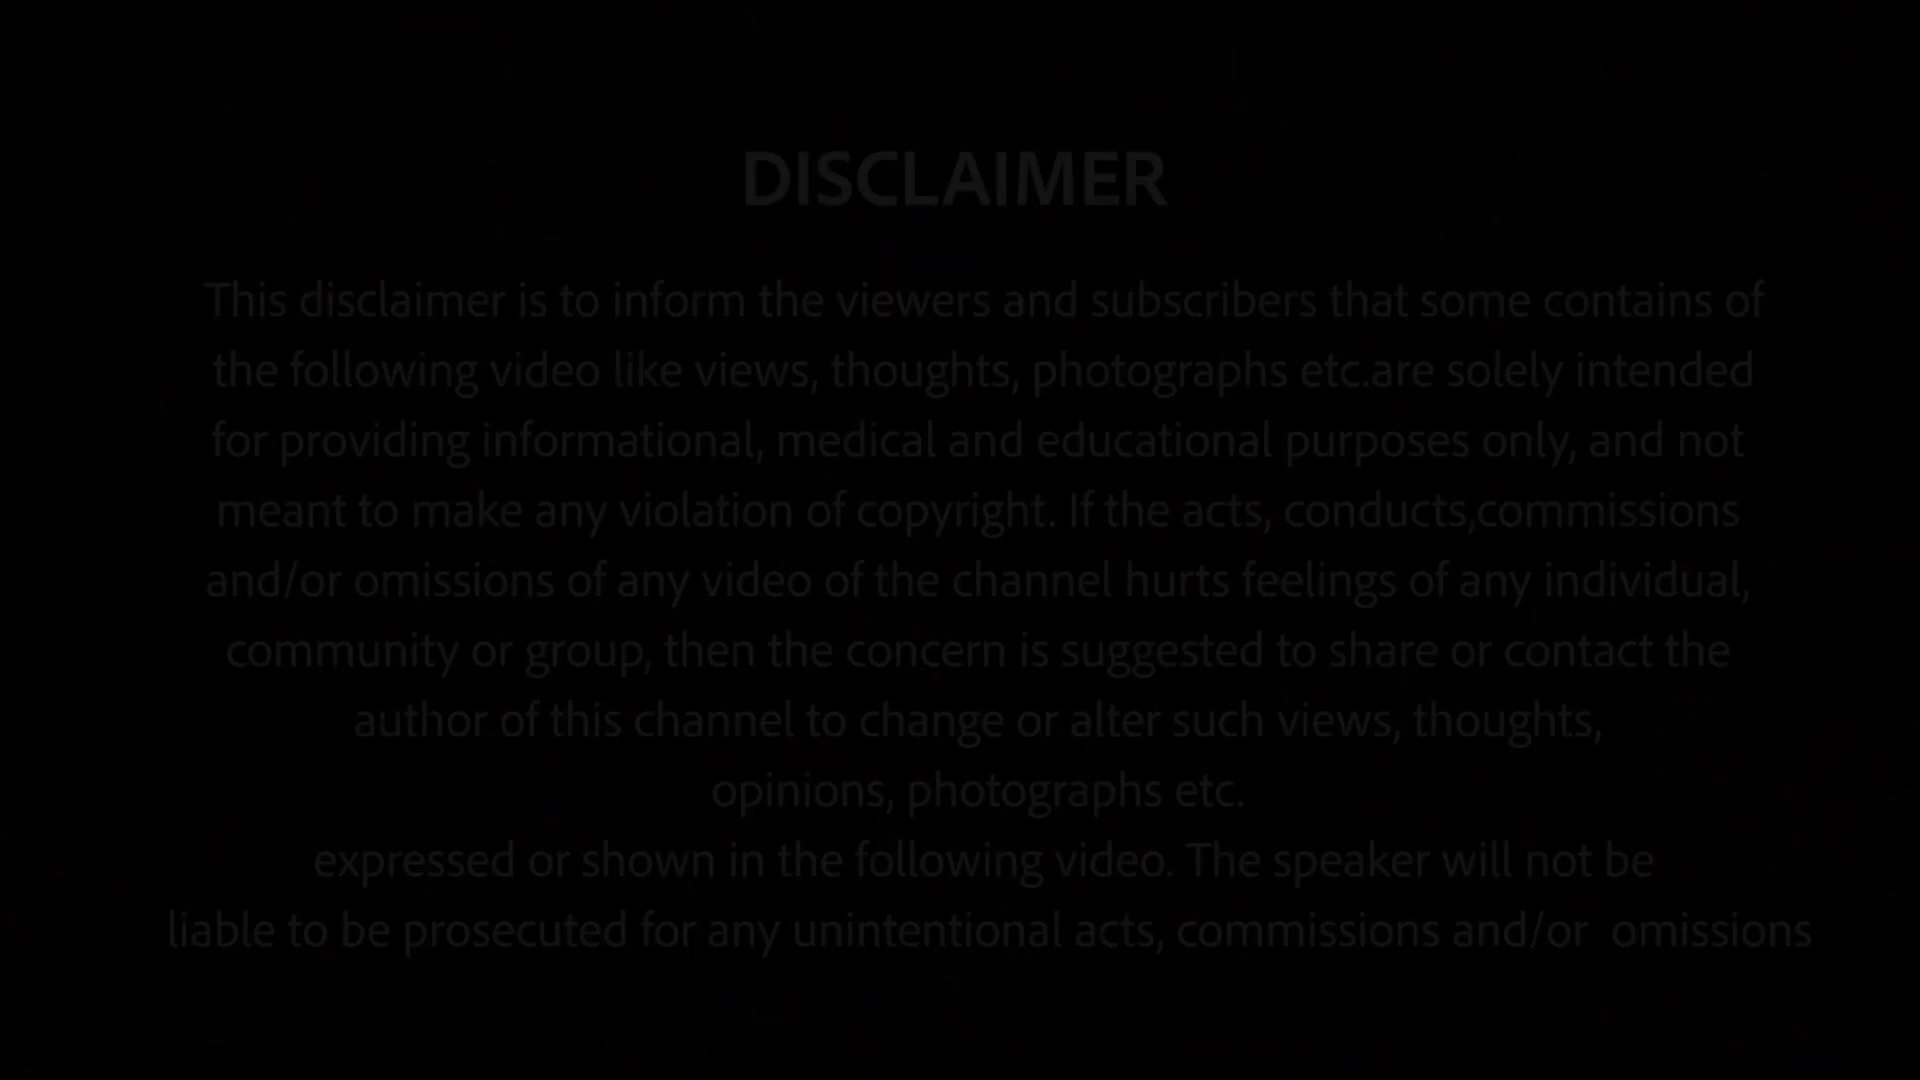 DISCLAIMER
This disclaimer is to inform the viewers and subscribers that some contains of
the following video like views, thoughts, photographs etc.are solely intended
for providing informational, medical and educational purposes only, and not
meant to make any violation of copyright. If the acts, conducts,commissions
and/or omissions of any video of the channel hurts feelings of any individual,
community or group, then the concern is suggested to share or contact the
author of this channel to change or alter such views, thoughts,
opinions, photographs etc.
expressed or shown in the following video. The speaker will not be
liable to be prosecuted for any unintentional acts, commissions and/or  omissions